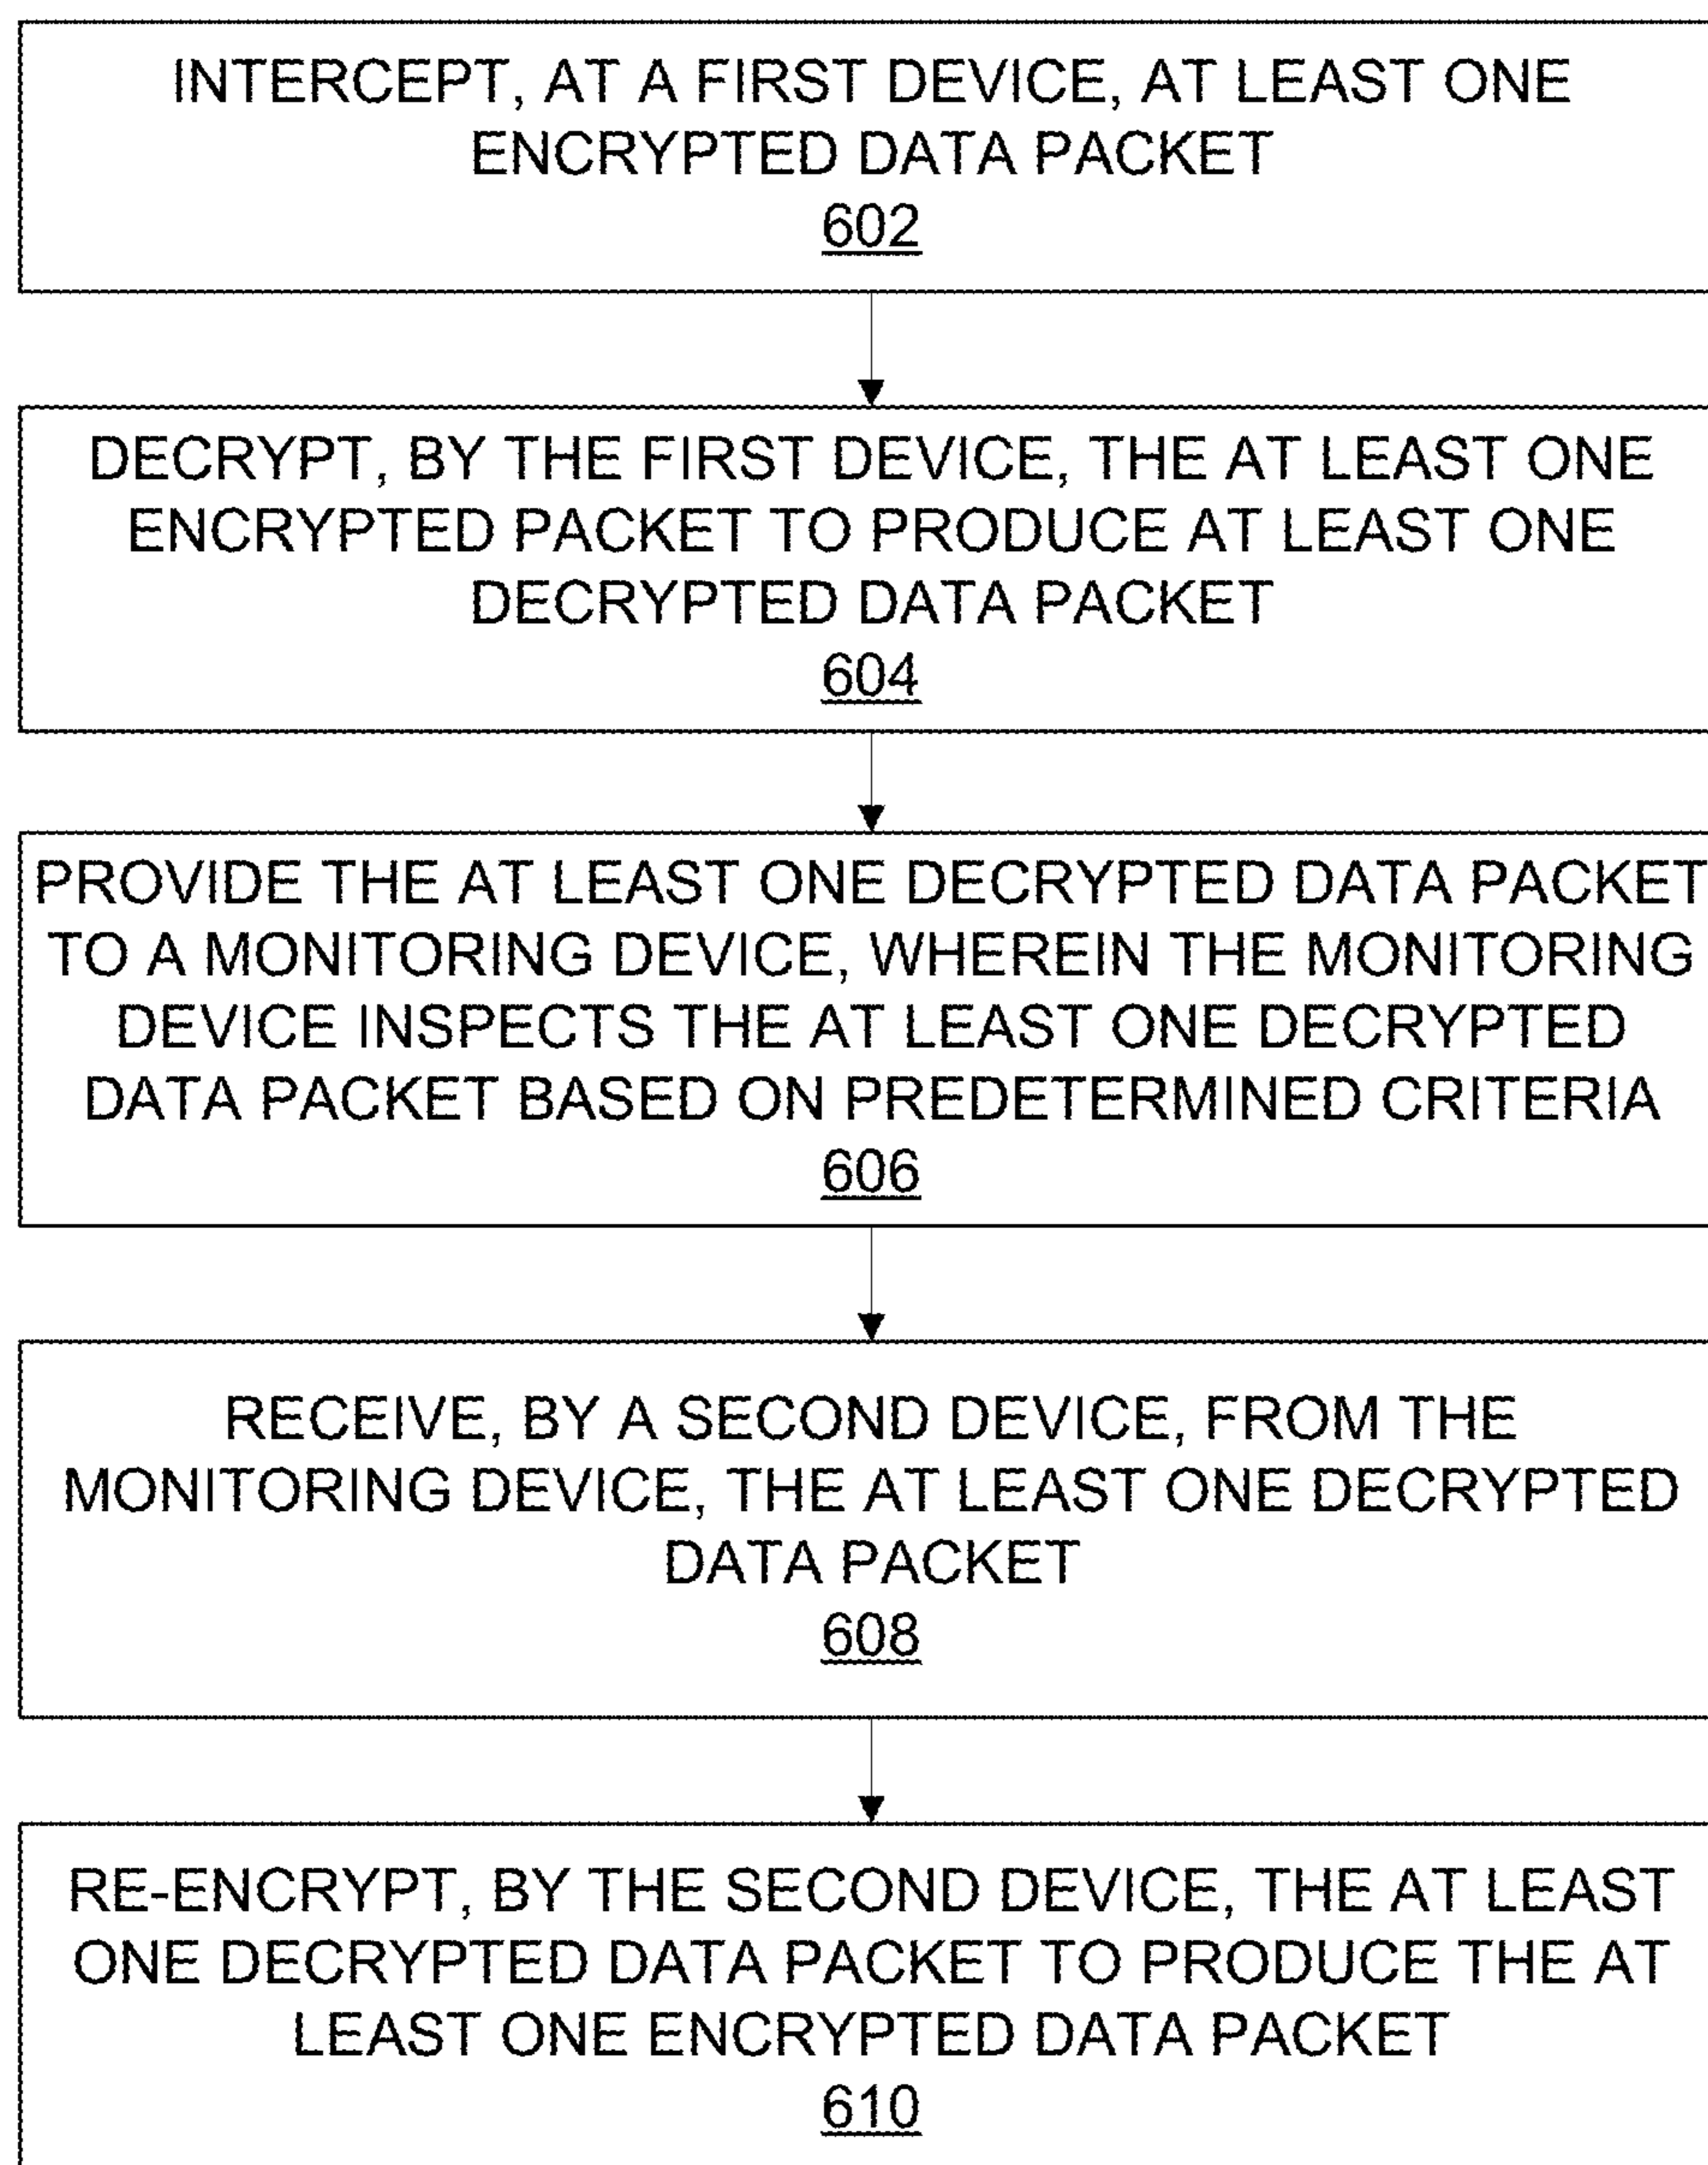 INTERCEPT, AT A FIRST DEVICE, AT LEAST ONE
ENCRYPTED DATA PACKET
602
DECRYPT, BY THE FIRST DEVICE, THE AT LEAST ONE
ENCRYPTED PACKET TO PRODUCE AT LEAST ONE
DECRYPTED DATA PACKET
604
PROVIDE THE AT LEAST ONE DECRYPTED DATA PACKET
TO A MONITORING DEVICE, WHEREIN THE MONITORING
DEVICE INSPECTS THE AT LEAST ONE DECRYPTED
DATA PACKET BASED ON PREDETERMINED CRITERIA
606
RECEIVE, BY A SECOND DEVICE, FROM THE
MONITORING DEVICE, THE AT LEAST ONE DECRYPTED
DATA PACKET
608
RE-ENCRYPT, BY THE SECOND DEVICE, THE AT LEAST
ONE DECRYPTED DATA PACKET TO PRODUCE THE AT
LEAST ONE ENCRYPTED DATA PACKET
610